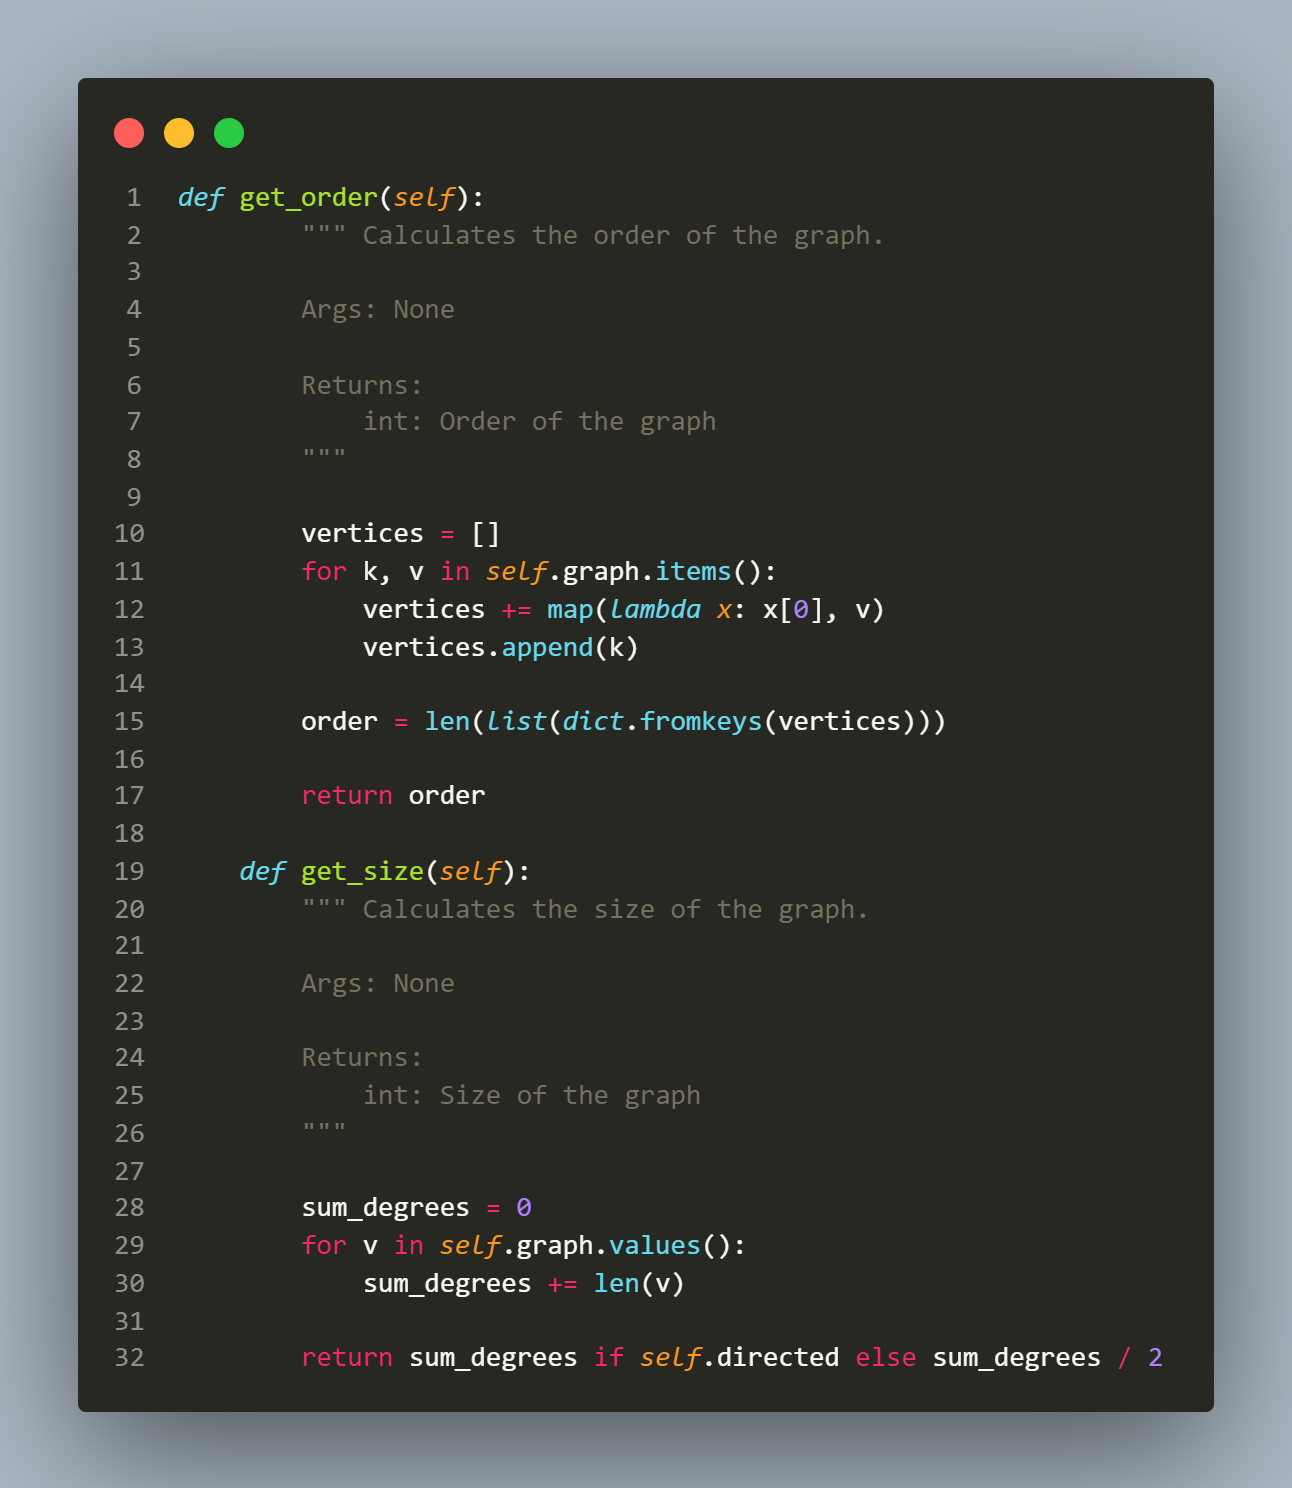 1 def get_order(self):
2         """ Calculates the order of the graph.
3
4         Args: None
5
6         Returns:
7             int: Order of the graph
8         """
9
10         vertices = []
11         for k, v in self.graph.items():
12             vertices += map(lambda x: x[0], v)
13             vertices.append(k)
14
15         order = len(list(dict.fromkeys(vertices)))
16
17         return order
18
19     def get_size(self):
20         """ Calculates the size of the graph.
21
22         Args: None
23
24         Returns:
25             int: Size of the graph
26         """
27
28         sum_degrees = 0
29         for v in self.graph.values():
30             sum_degrees += len(v)
31
32         return sum_degrees if self.directed else sum_degrees / 2